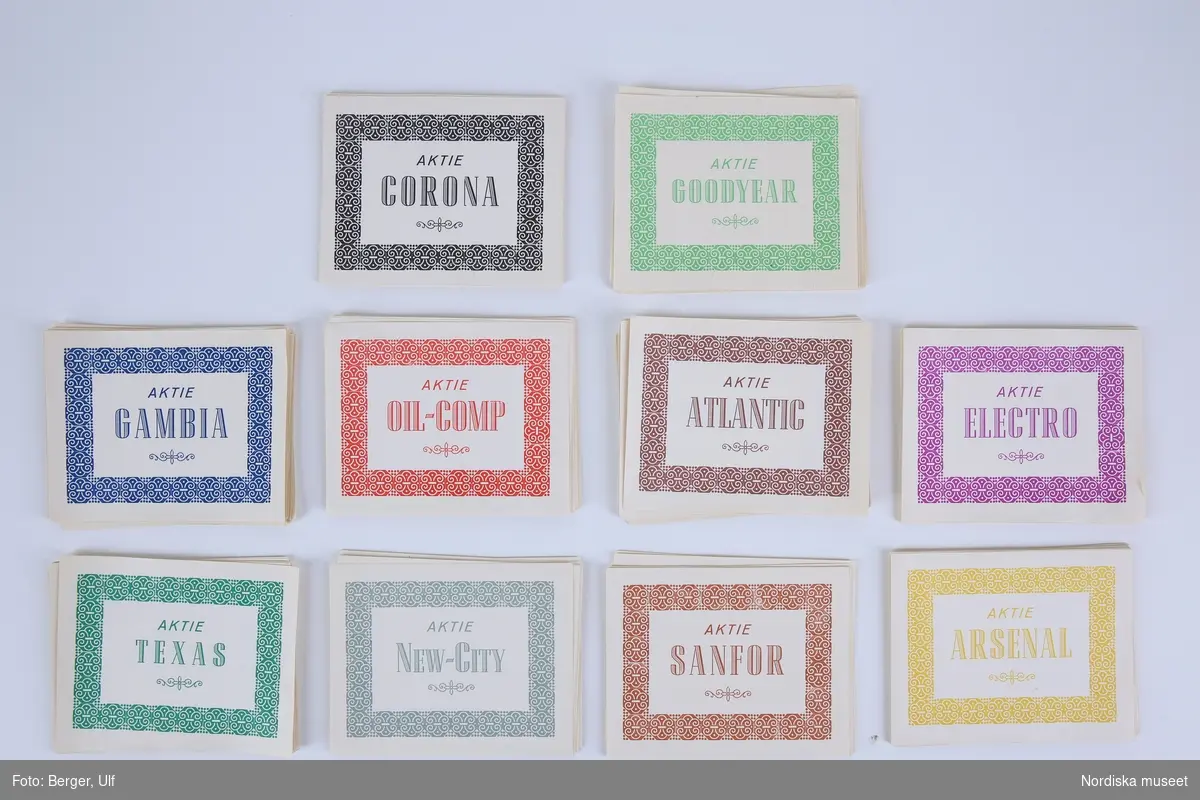 AKTIE
CORONA
AKTIE
GOODYEAR
AKTIE
GAMBIA
AKTIE
OIL-COMP
AKTIE
ATLANTIC
AKTIE
ELECTRO
AKTIE
TEXAS
AKTIE
NEW-CITY
AKTIE
SANFOR
AKTIE
ARSENAL
Foto: Berger, Ulf
Nordiska museet